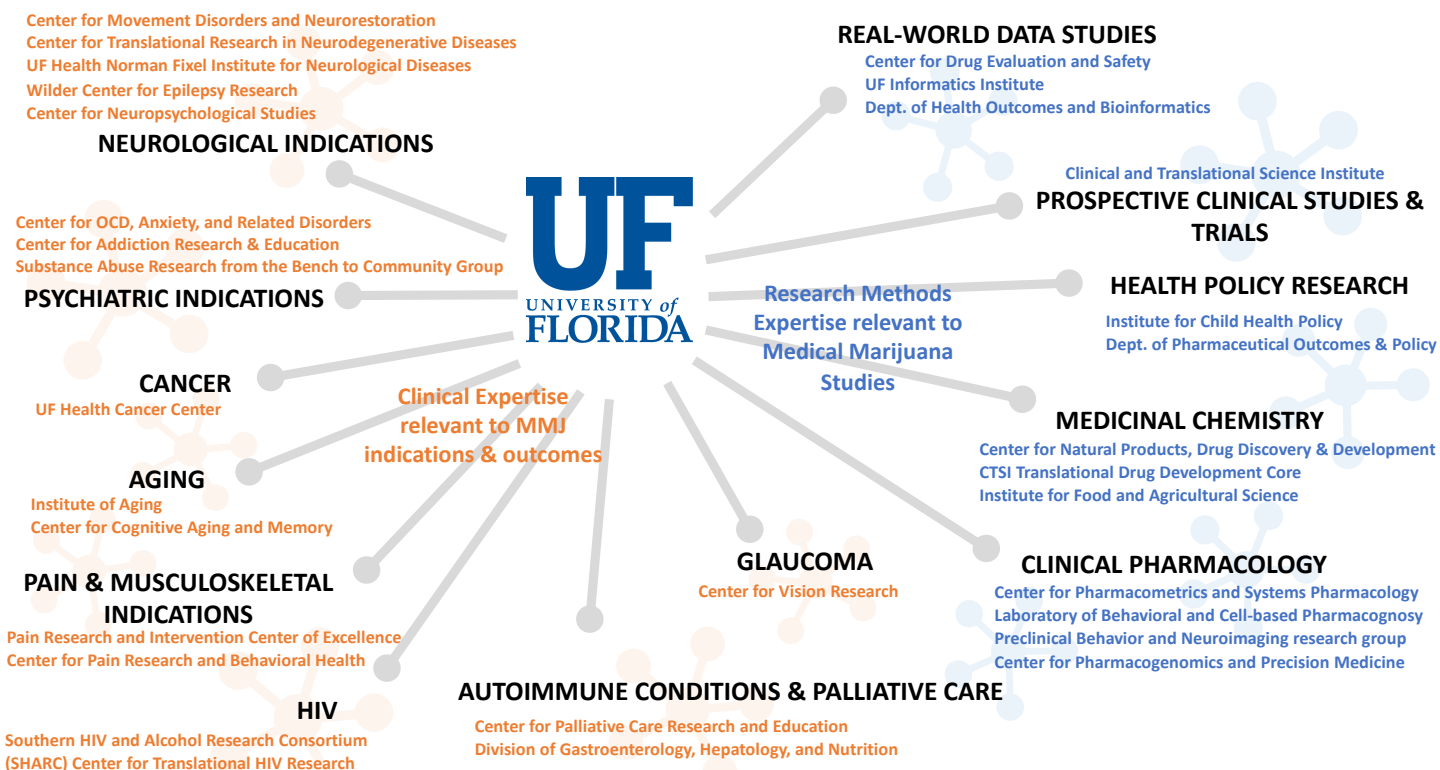 Center for Movement Disorders and Neurorestoration
Center for Translational Research in Neurodegenerative Diseases
UF Health Norman Fixel Institute for Neurological Diseases
Wilder Center for Epilepsy Research
Center for Neuropsychological Studies
NEUROLOGICAL INDICATIONS
Center for OCD, Anxiety, and Related Disorders
Center for Addiction Research & Education
Substance Abuse Research from the Bench to Community Group
PSYCHIATRIC INDICATIONS
CANCER
UF Health Cancer Center
AGING
Institute of Aging
Center for Cognitive Aging and Memory
PAIN & MUSCULOSKELETAL
INDICATIONS
Pain Research and Intervention Center of Excellence
Center for Pain Research and Behavioral Health
HIV
Southern HIV and Alcohol Research Consortium
(SHARC) Center for Translational HIV Research
UF
UNIVERSITY of
FLORIDA
Clinical Expertise
relevant to MMJ
indications & outcomes
Research Methods
Expertise relevant to
Medical Marijuana
Studies
AUTOIMMUNE CONDITIONS & PALLIATIVE CARE
Center for Palliative Care Research and Education
Division of Gastroenterology, Hepatology, and Nutrition
GLAUCOMA
Center for Vision Research
REAL-WORLD DATA STUDIES
Center for Drug Evaluation and Safety
UF Informatics Institute
Dept. of Health Outcomes and Bioinformatics
Clinical and Translational Science Institute
PROSPECTIVE CLINICAL STUDIES &
TRIALS
HEALTH POLICY RESEARCH
Institute for Child Health Policy
Dept. of Pharmaceutical Outcomes & Policy
MEDICINAL CHEMISTRY
Center for Natural Products, Drug Discovery & Development
CTSI Translational Drug Development Core
Institute for Food and Agricultural Science
CLINICAL PHARMACOLOGY
Center for Pharmacometrics and Systems Pharmacology
Laboratory of Behavioral and Cell-based Pharmacognosy
Preclinical Behavior and Neuroimaging research group
Center for Pharmacogenomics and Precision Medicine